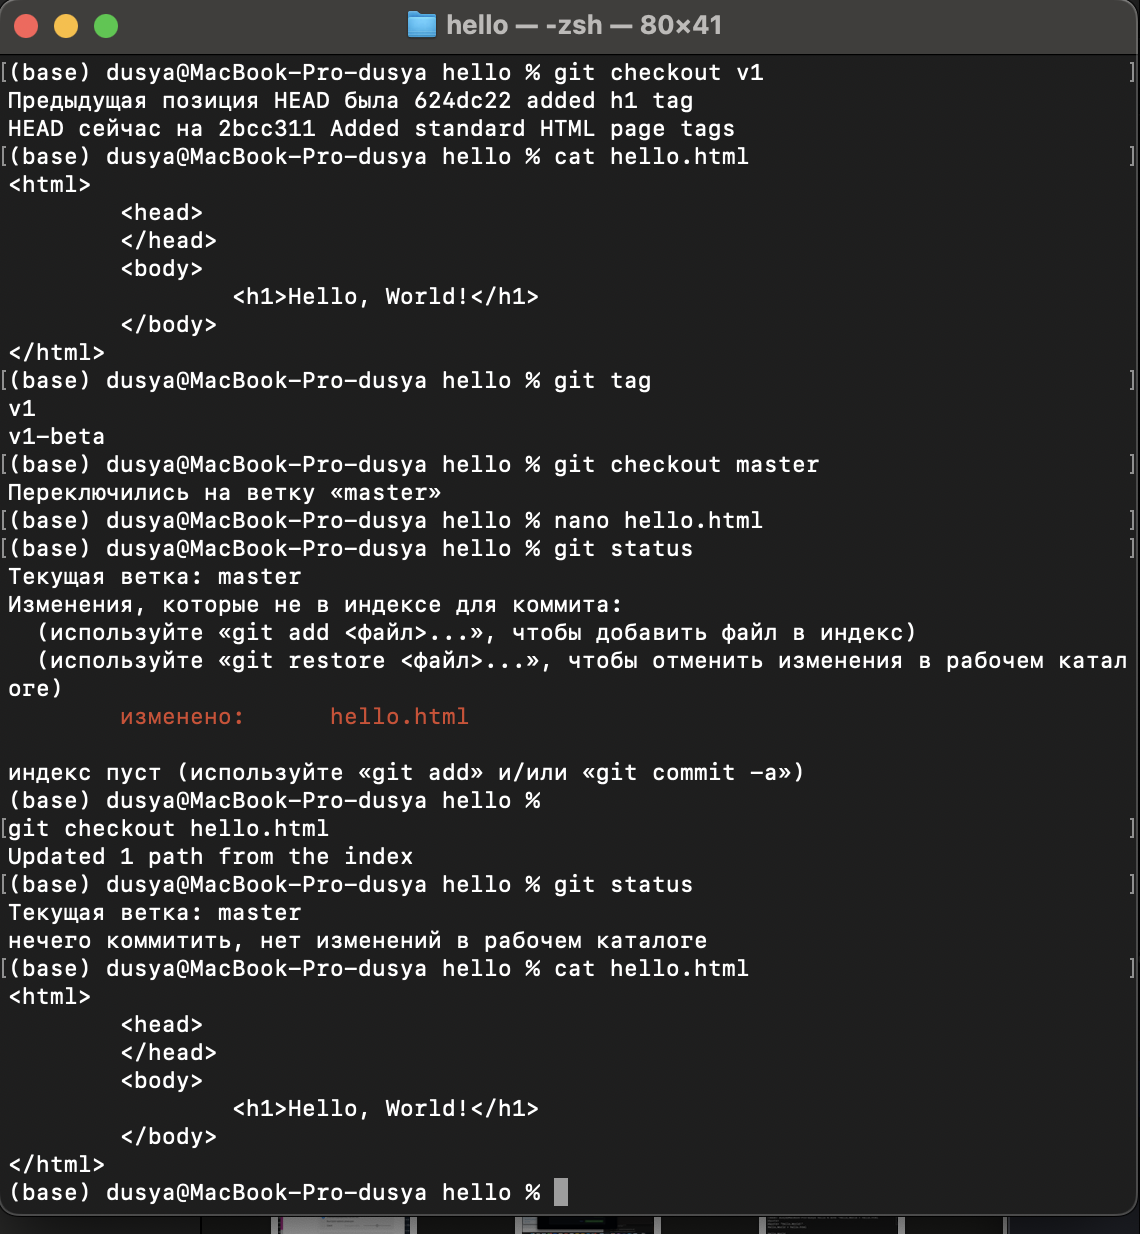 hello — -zsh — 80×41
(base) dusya@MacBook-Pro-dusya hello % git checkout v1
Предыдущая позиция HEAD была 624dc22 added h1 tag
HEAD сейчас на 2bcc311 Added standard HTML page tags
(base) dusya@MacBook-Pro-dusya hello % cat hello.html
<html>
<head>
</head>
<body>
<h1>Hello, World!</h1>
</body>
</html>
(base) dusya@MacBook-Pro-dusya hello % git tag
v1
v1-beta
(base) dusya@MacBook-Pro-dusya hello % git checkout master
Переключились на ветку «master»
(base) dusya@MacBook-Pro-dusya hello % nano hello.html
(base) dusya@MacBook-Pro-dusya hello % git status
Текущая ветка: master
Изменения, которые не в индексе для коммита:
(используйте «git add <файл>...», чтобы добавить файл в индекс)
(используйте «git restore <файл>...», чтобы отменить изменения в рабочем катал
оге)
изменено: hello.html
индекс пуст (используйте «git add» и/или «git commit -a»)
(base) dusya@MacBook-Pro-dusya hello %
git checkout hello.html
Updated 1 path from the index
(base) dusya@MacBook-Pro-dusya hello % git status
Текущая ветка: master
нечего коммитить, нет изменений в рабочем каталоге
(base) dusya@MacBook-Pro-dusya hello % cat hello.html
<html>
<head>
</head>
<body>
<h1>Hello, World!</h1>
</body>
</html>
(base) dusya@MacBook-Pro-dusya hello %